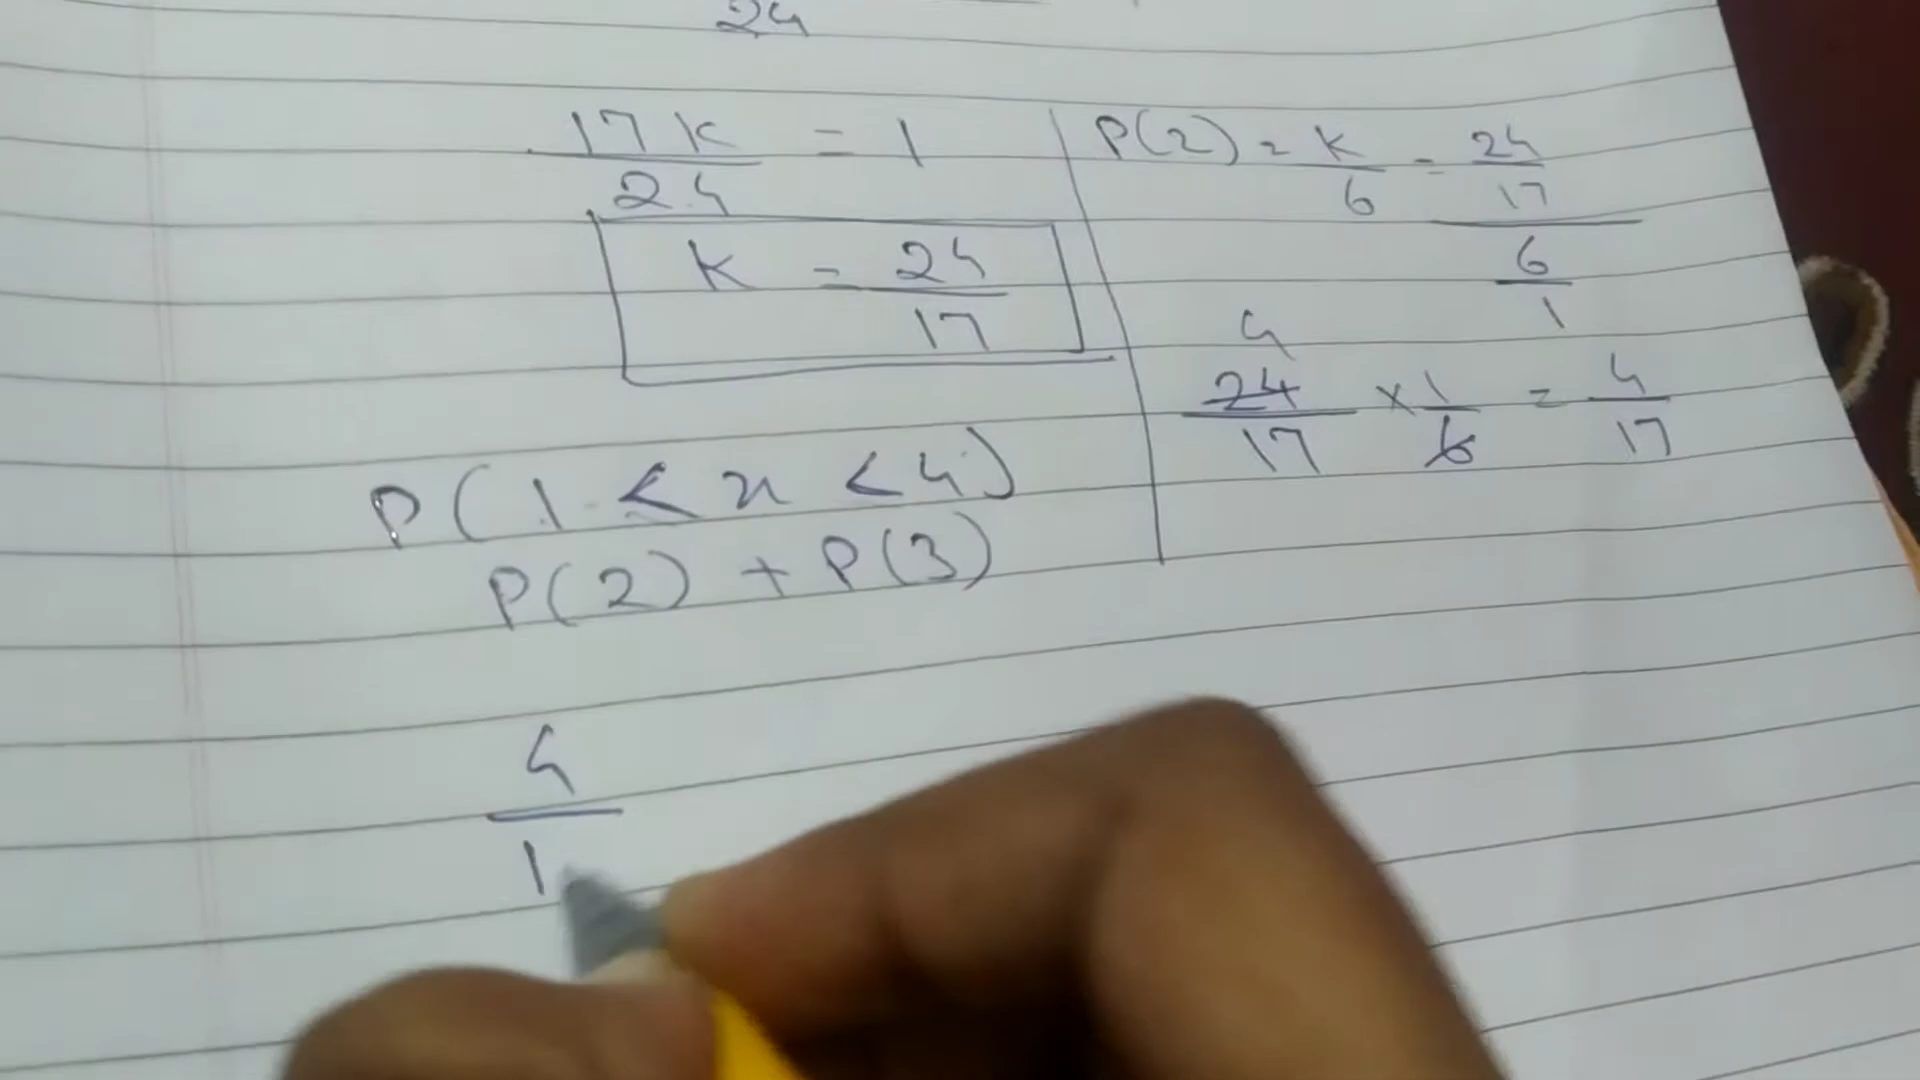 24
17k/24 = 1
k = 24/17
P(1 < x < 4)
P(2) + P(3)
4/1
P(2) = k/6 = 24/17
6/1
4
24/17 × 1/6 = 4/17